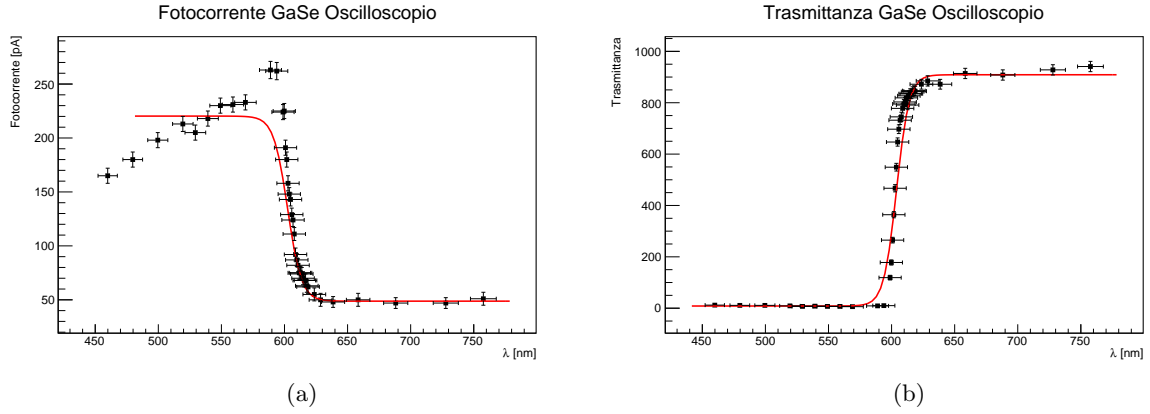 Fotocorrente GaSe Oscilloscopio
Fotocorrente [pA]
250
200
150
100
50
450 500 550 600 650 700 750
λ [nm]
(a)
Trasmittanza GaSe Oscilloscopio
Trasmittanza
1000
800
600
400
200
0
450 500 550 600 650 700 750
λ [nm]
(b)